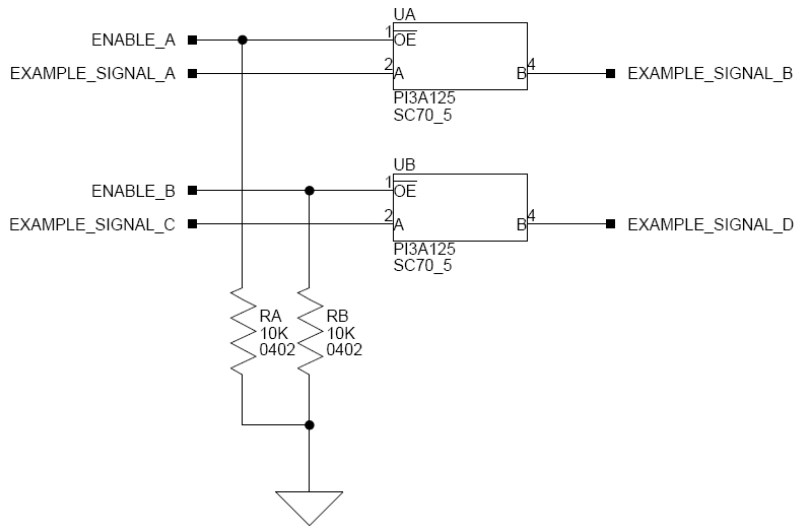 UA
ENABLE_A
1
OE
EXAMPLE_SIGNAL_A
2
A
B
4
EXAMPLE_SIGNAL_B
PI3A125
SC70_5
UB
ENABLE_B
1
OE
EXAMPLE_SIGNAL_C
2
A
B
4
EXAMPLE_SIGNAL_D
PI3A125
SC70_5
RA
10K
0402
RB
10K
0402